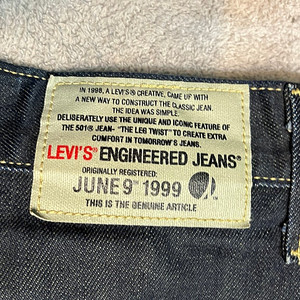 IN 1998, A LEVI'S® CREATIVE, CAME UP WITH
A NEW WAY TO CONSTRUCT THE CLASSIC JEAN.
THE IDEA WAS SIMPLE:
DELIBERATELY USE THE UNIQUE AND ICONIC FEATURE OF
THE 501® JEAN- "THE LEG TWIST" TO CREATE EXTRA
COMFORT IN TOMORROW'S JEANS.
LEVI'S® ENGINEERED JEANS®
ORIGINALLY REGISTERED:
JUNE 9TH 1999
THIS IS THE GENUINE ARTICLE